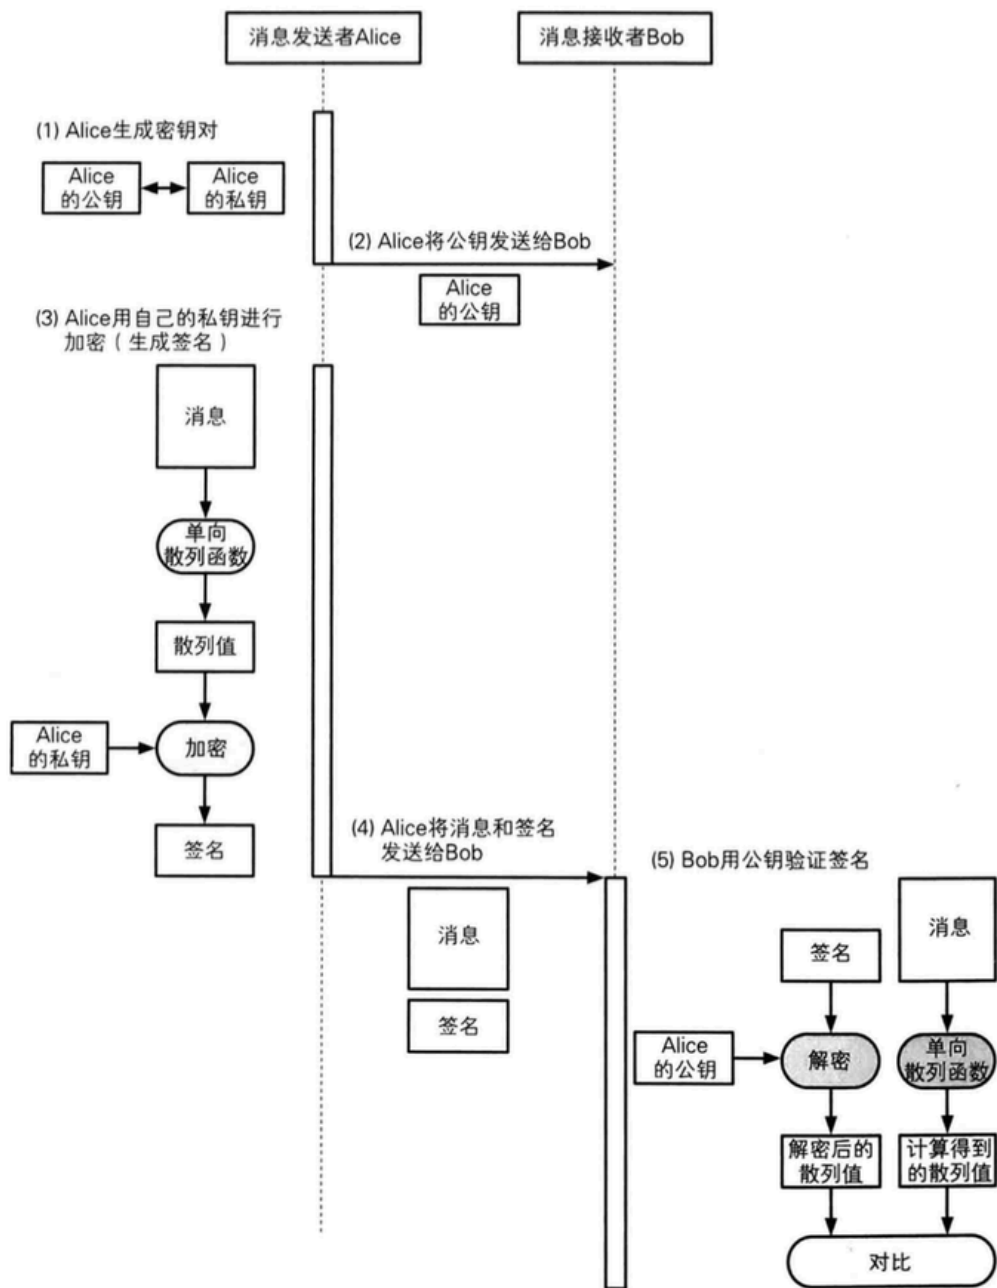 消息发送者Alice
消息接收者Bob
(1) Alice生成密钥对
Alice
的公钥
Alice
的私钥
(2) Alice将公钥发送给Bob
Alice
的公钥
(3) Alice用自己的私钥进行
加密（生成签名）
消息
单向
散列函数
散列值
Alice
的私钥
加密
签名
(4) Alice将消息和签名
发送给Bob
消息
签名
(5) Bob用公钥验证签名
签名
消息
Alice
的公钥
解密
单向
散列函数
解密后的
散列值
计算得到
的散列值
对比